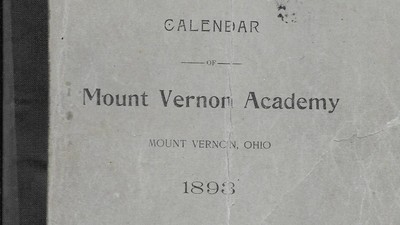 CALENDAR
OF
Mount Vernon Academy
MOUNT VERNON, OHIO
1893